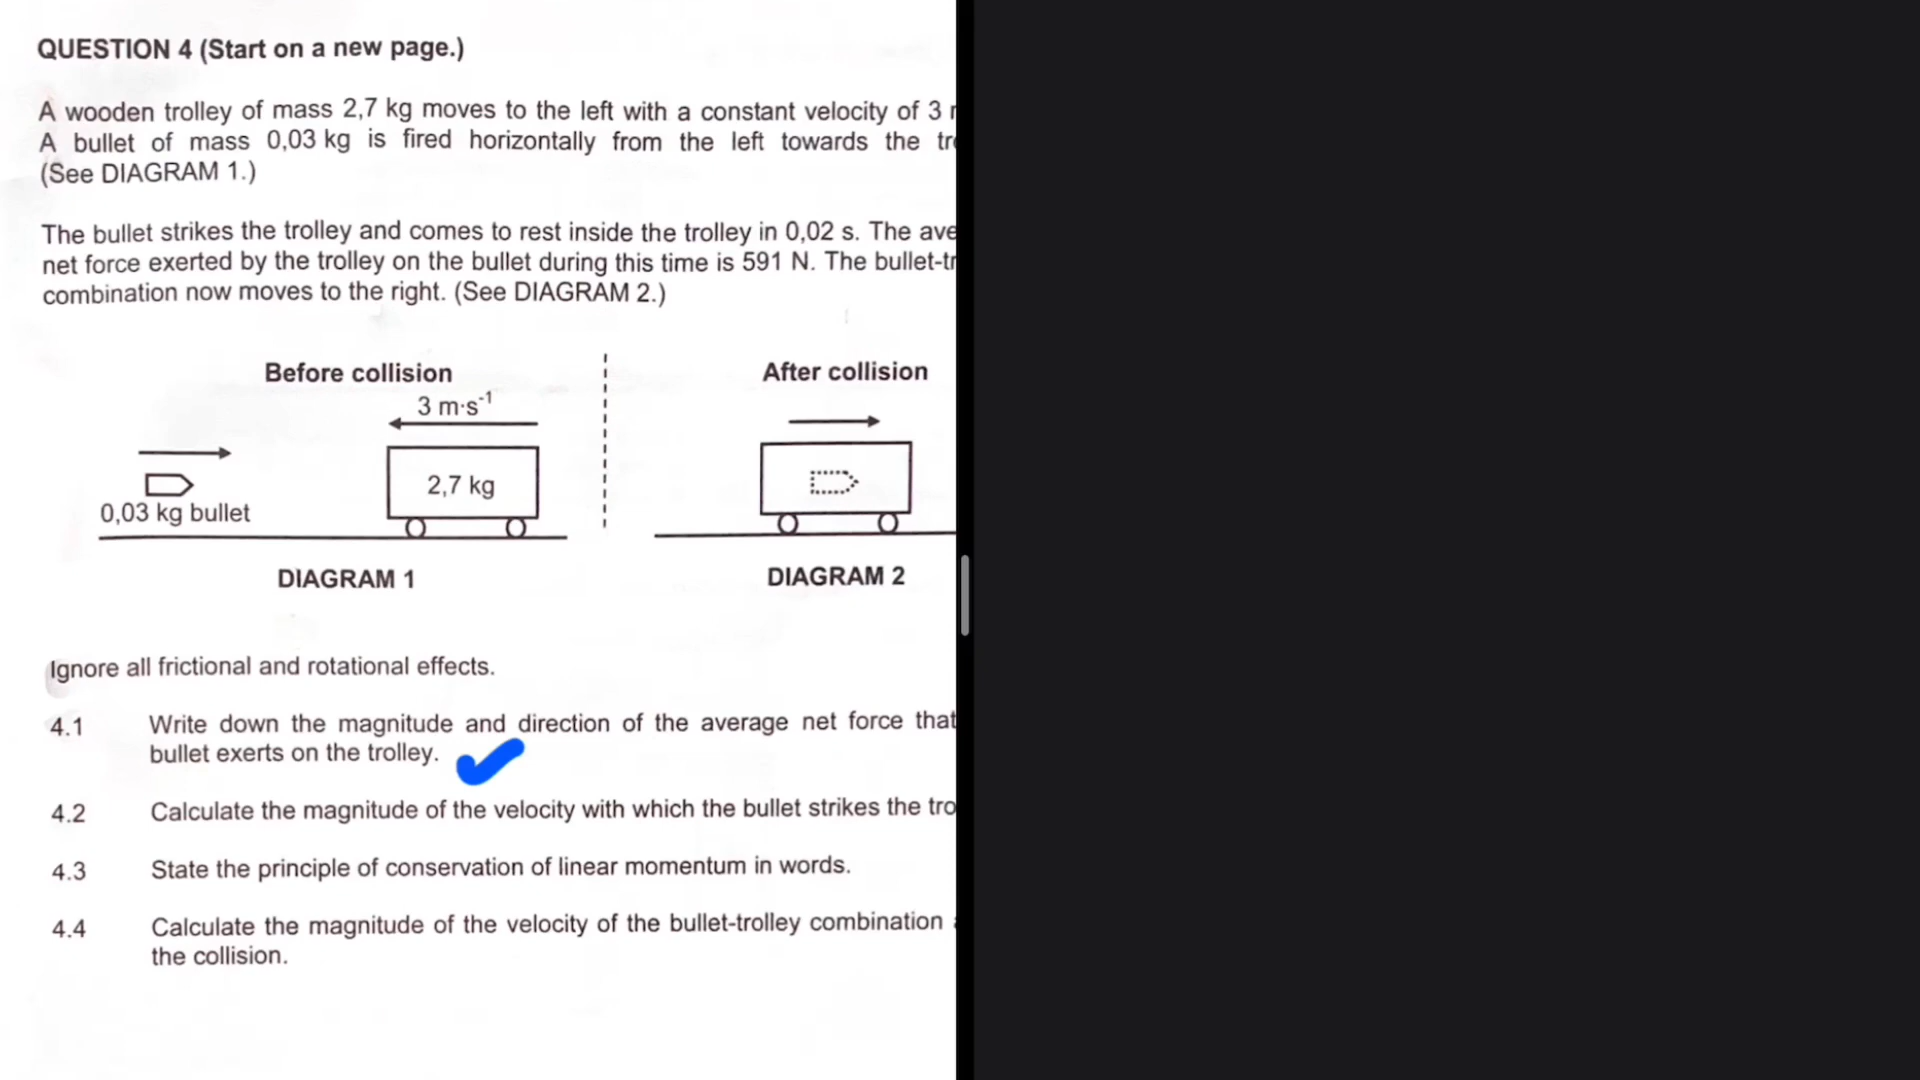 QUESTION 4 (Start on a new page.)
A wooden trolley of mass 2,7 kg moves to the left with a constant velocity of 3
A bullet of mass 0,03 kg is fired horizontally from the left towards the
(See DIAGRAM 1.)
The bullet strikes the trolley and comes to rest inside the trolley in 0,02 s. The
net force exerted by the trolley on the bullet during this time is 591 N. The
combination now moves to the right. (See DIAGRAM 2.)
Before collision
After collision
3 m·s⁻¹
2,7 kg
0,03 kg bullet
DIAGRAM 1
DIAGRAM 2
Ignore all frictional and rotational effects.
4.1 Write down the magnitude and direction of the average net force that
bullet exerts on the trolley.
4.2 Calculate the magnitude of the velocity with which the bullet strikes the
4.3 State the principle of conservation of linear momentum in words.
4.4 Calculate the magnitude of the velocity of the bullet-trolley combination
the collision.